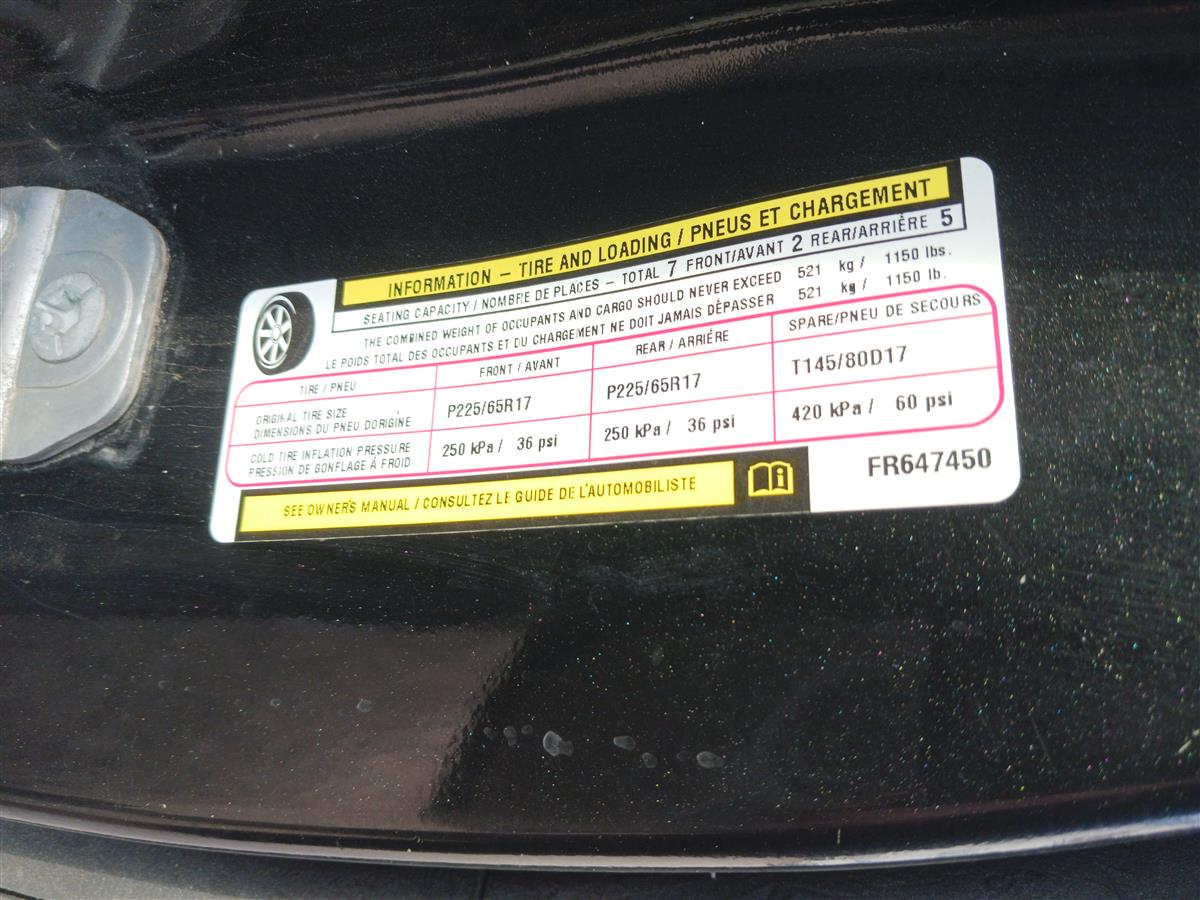 INFORMATION – TIRE AND LOADING / PNEUS ET CHARGEMENT
SEATING CAPACITY / NOMBRE DE PLACES – TOTAL 7 FRONT/AVANT 2 REAR/ARRIÈRE 5
THE COMBINED WEIGHT OF OCCUPANTS AND CARGO SHOULD NEVER EXCEED 521 kg / 1150 lbs.
LE POIDS TOTAL DES OCCUPANTS ET DU CHARGEMENT NE DOIT JAMAIS DÉPASSER 521 kg / 1150 lb.
TIRE / PNEU FRONT / AVANT REAR / ARRIÉRE SPARE/PNEU DE SECOURS
ORIGINAL TIRE SIZE
DIMENSIONS DU PNEU DORIGINE P225/65R17 P225/65R17 T145/80D17
COLD TIRE INFLATION PRESSURE
PRESSION DE GONFLAGE À FROID 250 kPa / 36 psi 250 kPa / 36 psi 420 kPa / 60 psi
SEE OWNER'S MANUAL / CONSULTEZ LE GUIDE DE L'AUTOMOBILISTE
FR647450